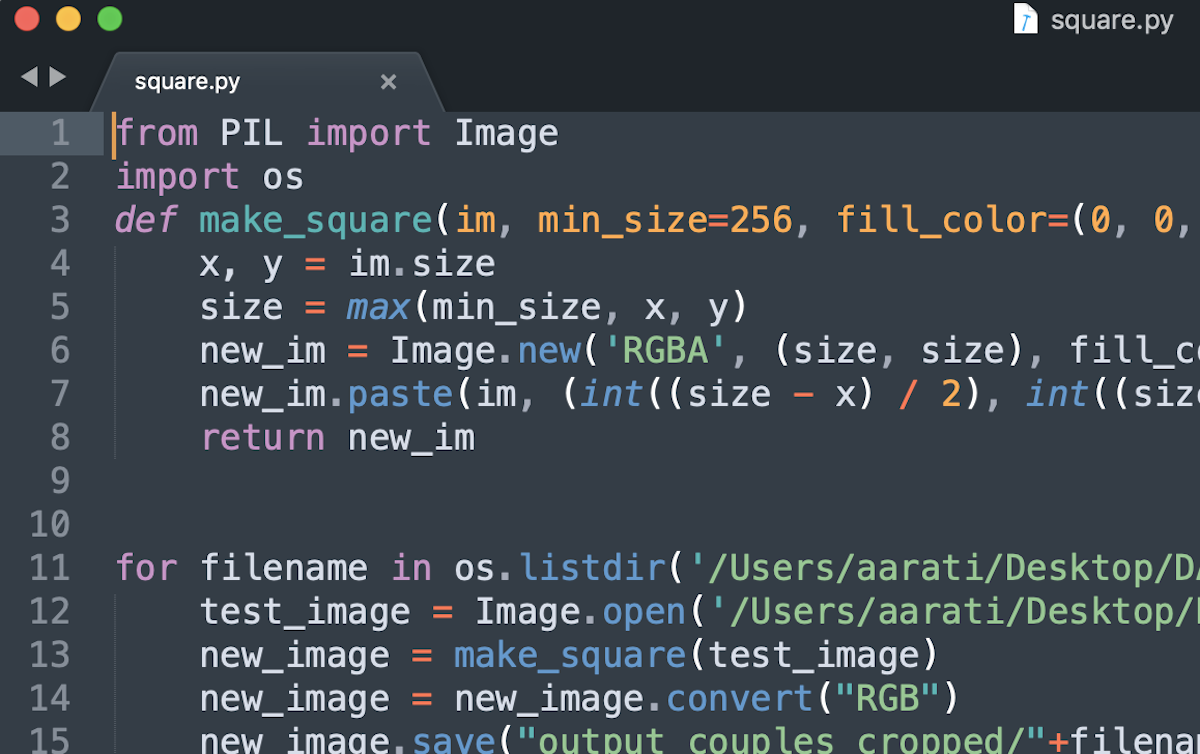 square.py
square.py ×
1 from PIL import Image
2 import os
3 def make_square(im, min_size=256, fill_color=(0, 0,
4     x, y = im.size
5     size = max(min_size, x, y)
6     new_im = Image.new('RGBA', (size, size), fill_c
7     new_im.paste(im, (int((size - x) / 2), int((siz
8     return new_im
9
10
11 for filename in os.listdir('/Users/aarati/Desktop/D
12     test_image = Image.open('/Users/aarati/Desktop/
13     new_image = make_square(test_image)
14     new_image = new_image.convert("RGB")
15     new_image.save("output_couples_cropped/"+filena